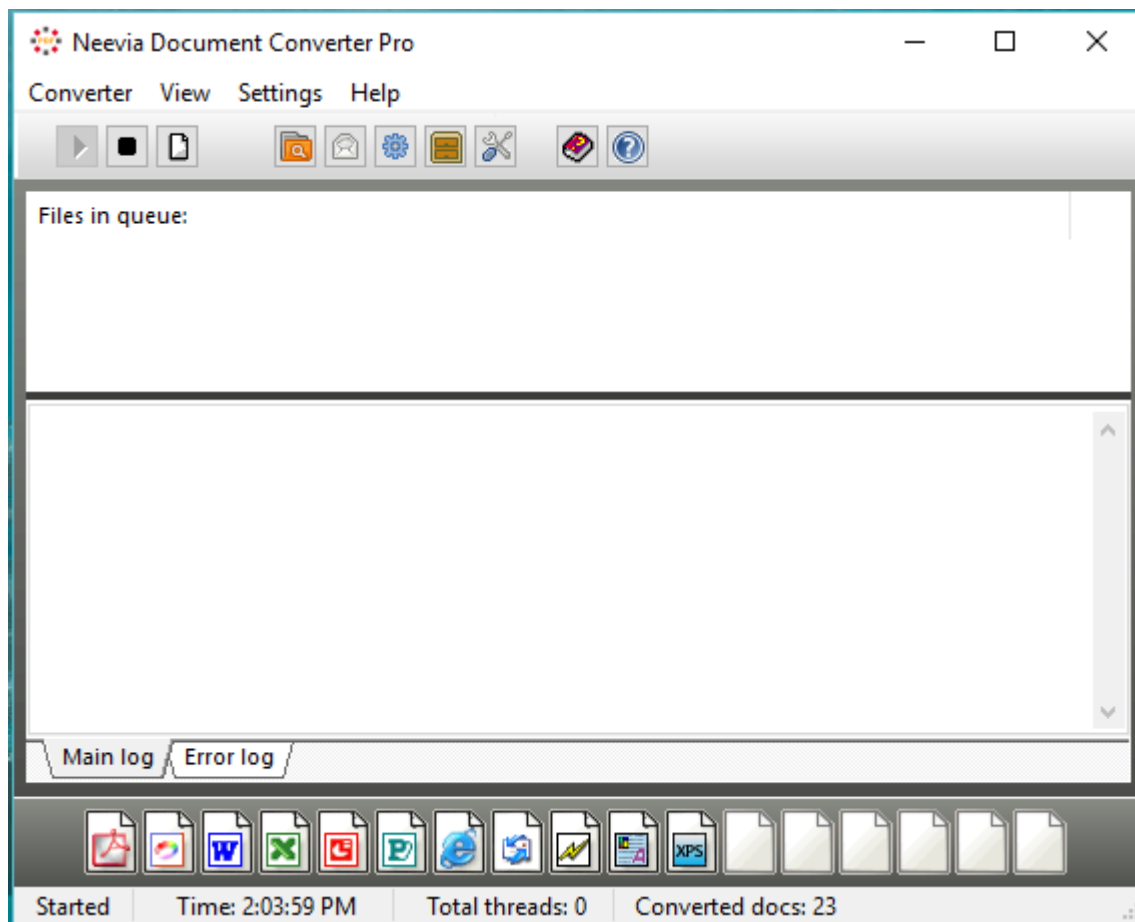 Neevia Document Converter Pro
Converter View Settings Help
Files in queue:
Main log Error log
W X P XPS
Started Time: 2:03:59 PM Total threads: 0 Converted docs: 23